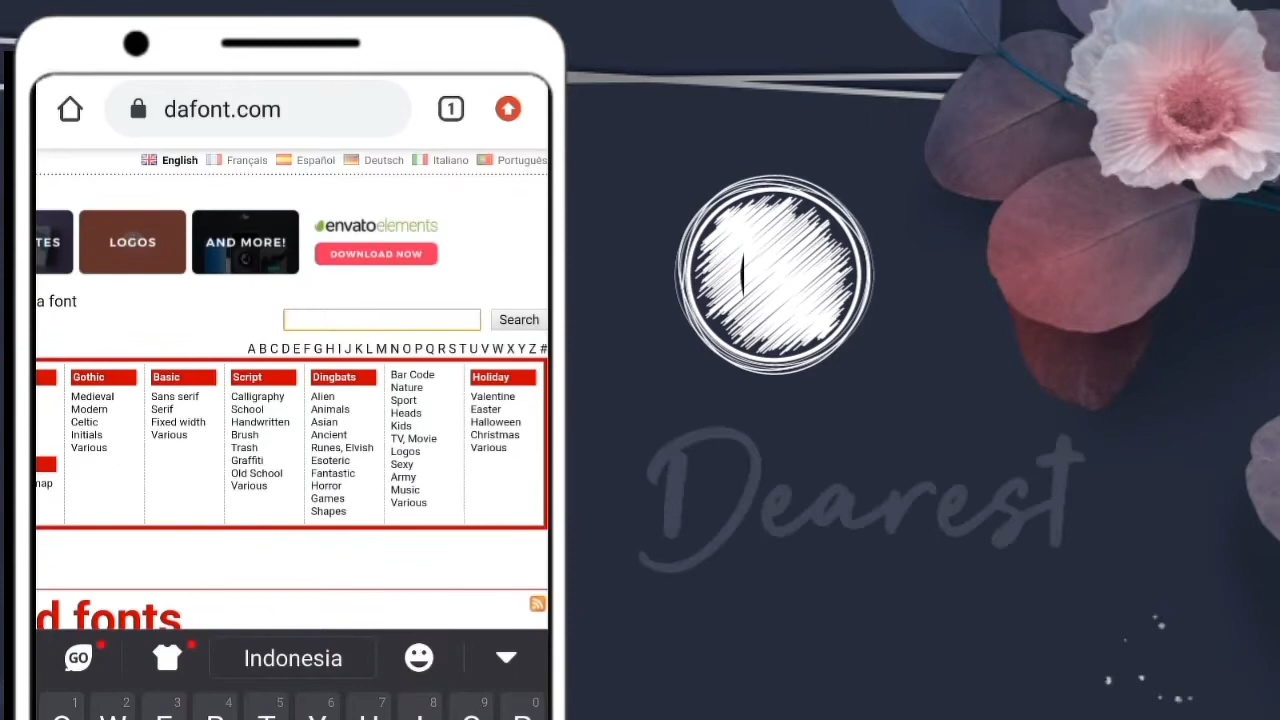 dafont.com
1
English Français Español Deutsch Italiano Português
TES LOGOS AND MORE! envatoelements
DOWNLOAD NOW
a font
Search
A B C D E F G H I J K L M N O P Q R S T U V W X Y Z #
Gothic
Medieval
Modern
Celtic
Initials
Various
Basic
Sans serif
Serif
Fixed width
Various
Script
Calligraphy
School
Handwritten
Brush
Trash
Graffiti
Old School
Various
Dingbats
Alien
Animals
Asian
Ancient
Runes, Elvish
Esoteric
Fantastic
Horror
Games
Shapes
Bar Code
Nature
Sport
Heads
Kids
TV, Movie
Logos
Sexy
Army
Music
Various
Holiday
Valentine
Easter
Halloween
Christmas
Various
map
d fonts
GO Indonesia
1 2 3 4 5 6 7 8 9 0
Dearest